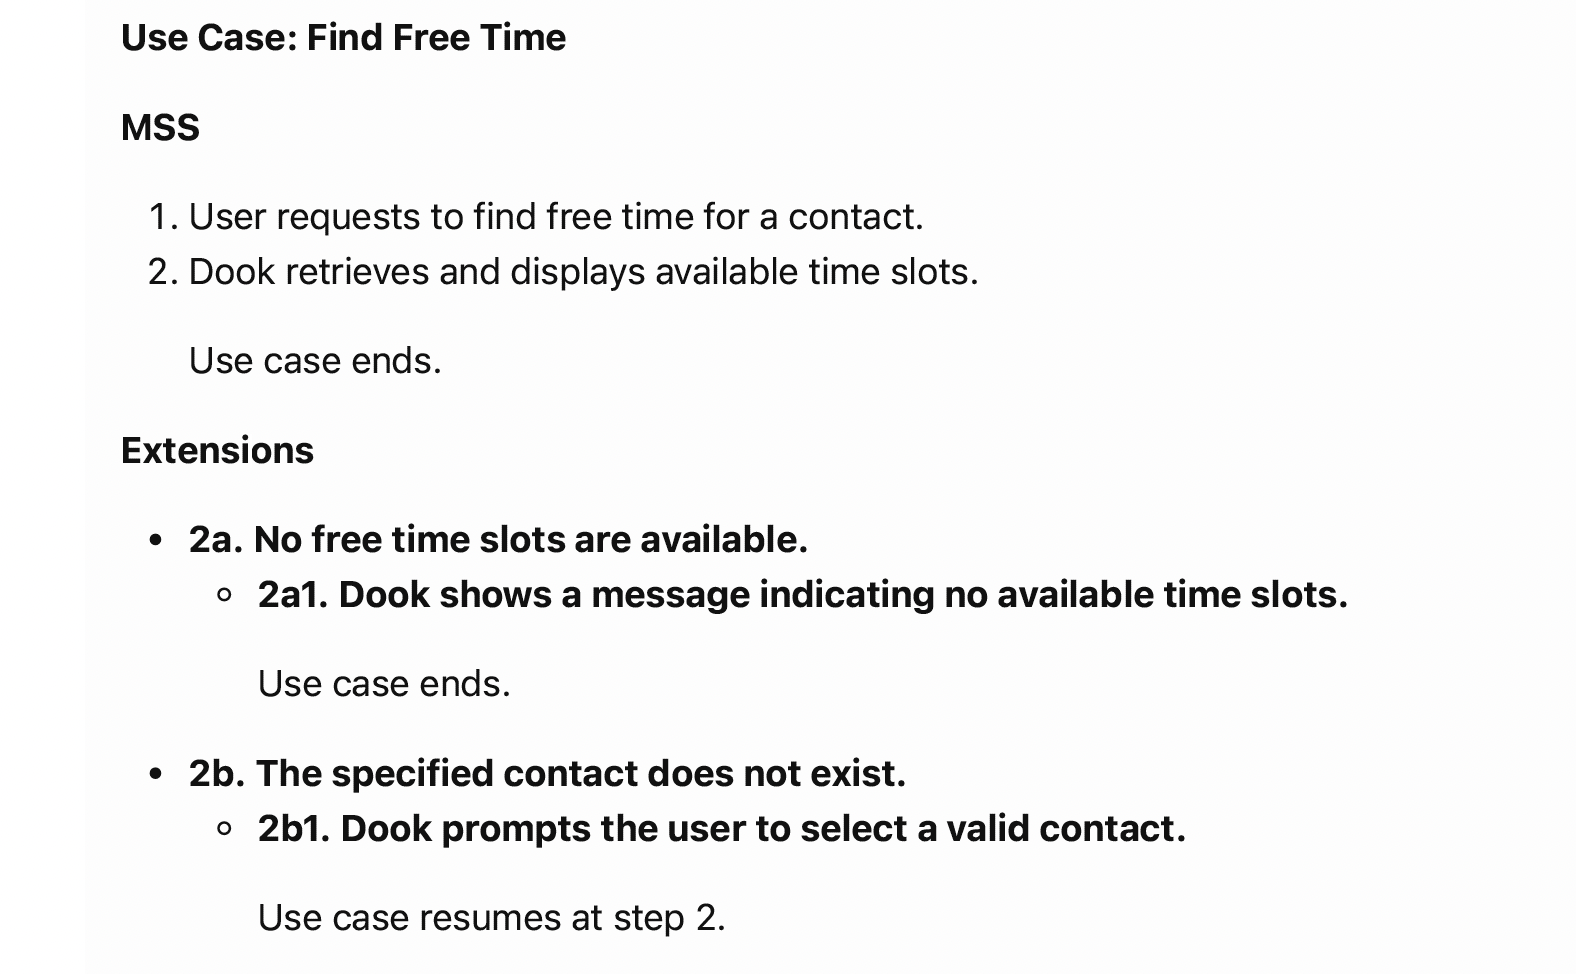 Use Case: Find Free Time
MSS
1. User requests to find free time for a contact.
2. Dook retrieves and displays available time slots.
Use case ends.
Extensions
• 2a. No free time slots are available.
◦ 2a1. Dook shows a message indicating no available time slots.
Use case ends.
• 2b. The specified contact does not exist.
◦ 2b1. Dook prompts the user to select a valid contact.
Use case resumes at step 2.